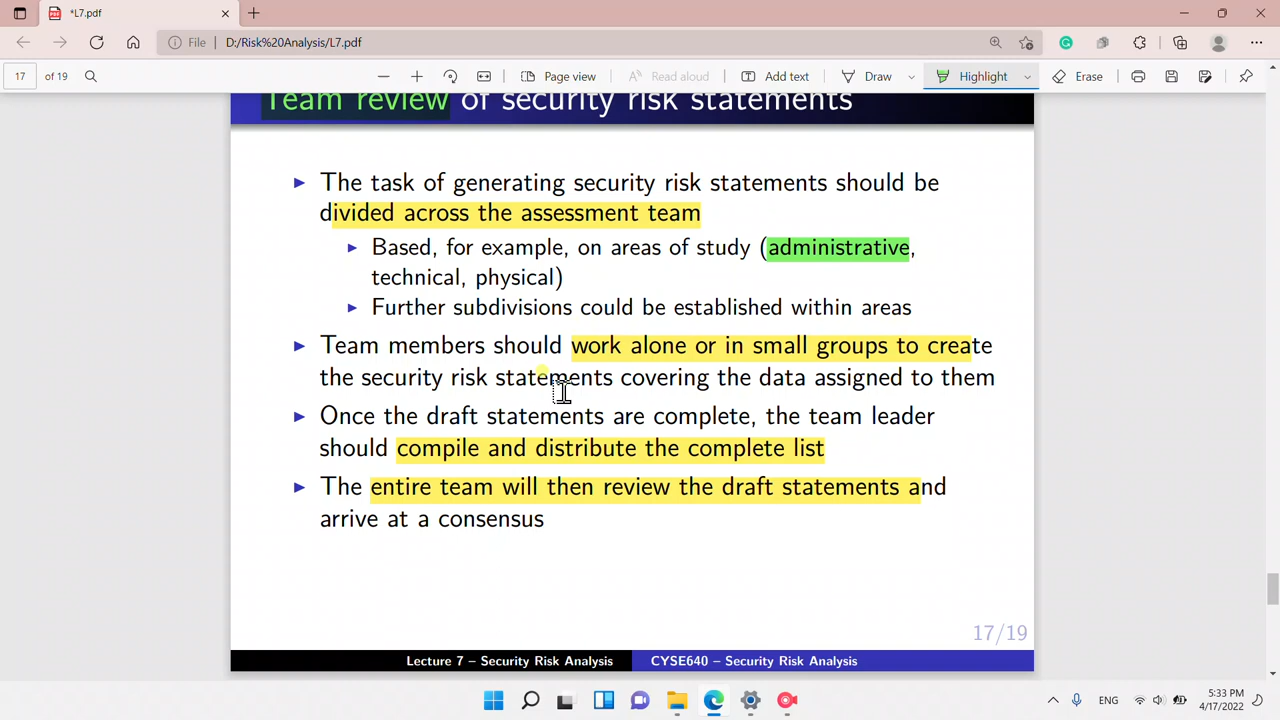 *L7.pdf
File D:/Risk%20Analysis/L7.pdf
17 of 19 Page view Read aloud Add text Draw Highlight Erase
Team review of security risk statements
The task of generating security risk statements should be
divided across the assessment team
Based, for example, on areas of study (administrative,
technical, physical)
Further subdivisions could be established within areas
Team members should work alone or in small groups to create
the security risk statements covering the data assigned to them
Once the draft statements are complete, the team leader
should compile and distribute the complete list
The entire team will then review the draft statements and
arrive at a consensus
17/19
Lecture 7 – Security Risk Analysis CYSE640 – Security Risk Analysis
ENG 5:33 PM
4/17/2022